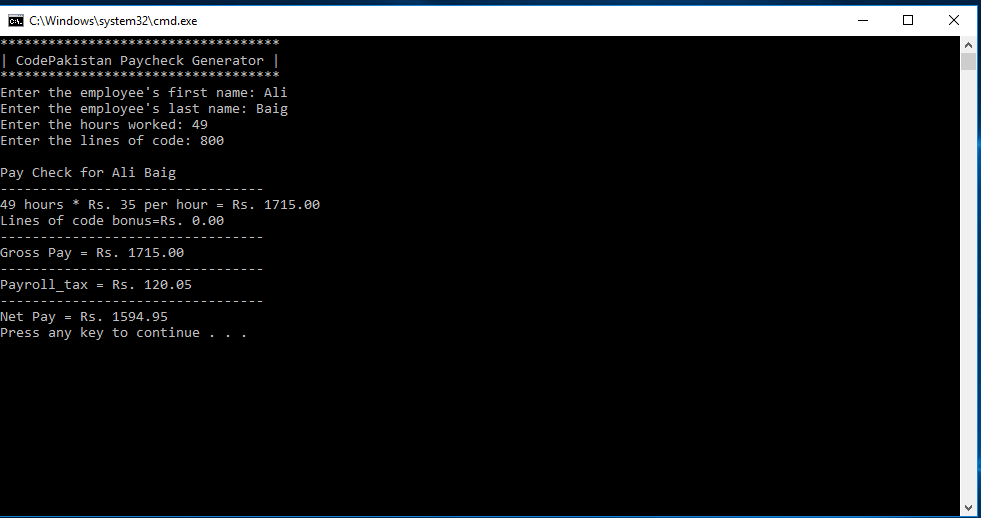 C:\Windows\system32\cmd.exe
***********************************
| CodePakistan Paycheck Generator |
***********************************
Enter the employee's first name: Ali
Enter the employee's last name: Baig
Enter the hours worked: 49
Enter the lines of code: 800
Pay Check for Ali Baig
---------------------------------
49 hours * Rs. 35 per hour = Rs. 1715.00
Lines of code bonus=Rs. 0.00
---------------------------------
Gross Pay = Rs. 1715.00
---------------------------------
Payroll_tax = Rs. 120.05
---------------------------------
Net Pay = Rs. 1594.95
Press any key to continue . . .